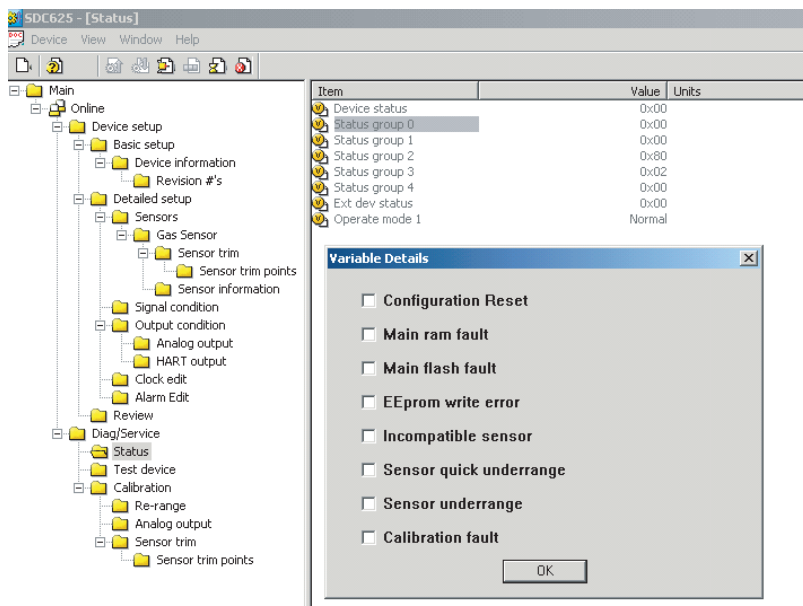 SDC625 - [Status]
Device View Window Help
Main
Online
Device setup
Basic setup
Device information
Revision #'s
Detailed setup
Sensors
Gas Sensor
Sensor trim
Sensor trim points
Sensor information
Signal condition
Output condition
Analog output
HART output
Clock edit
Alarm Edit
Review
Diag/Service
Status
Test device
Calibration
Re-range
Analog output
Sensor trim
Sensor trim points
Item Value Units
Device status 0x00
Status group 0 0x00
Status group 1 0x00
Status group 2 0x80
Status group 3 0x02
Status group 4 0x00
Ext dev status 0x00
Operate mode 1 Normal
Variable Details
Configuration Reset
Main ram fault
Main flash fault
EEprom write error
Incompatible sensor
Sensor quick underrange
Sensor underrange
Calibration fault
OK